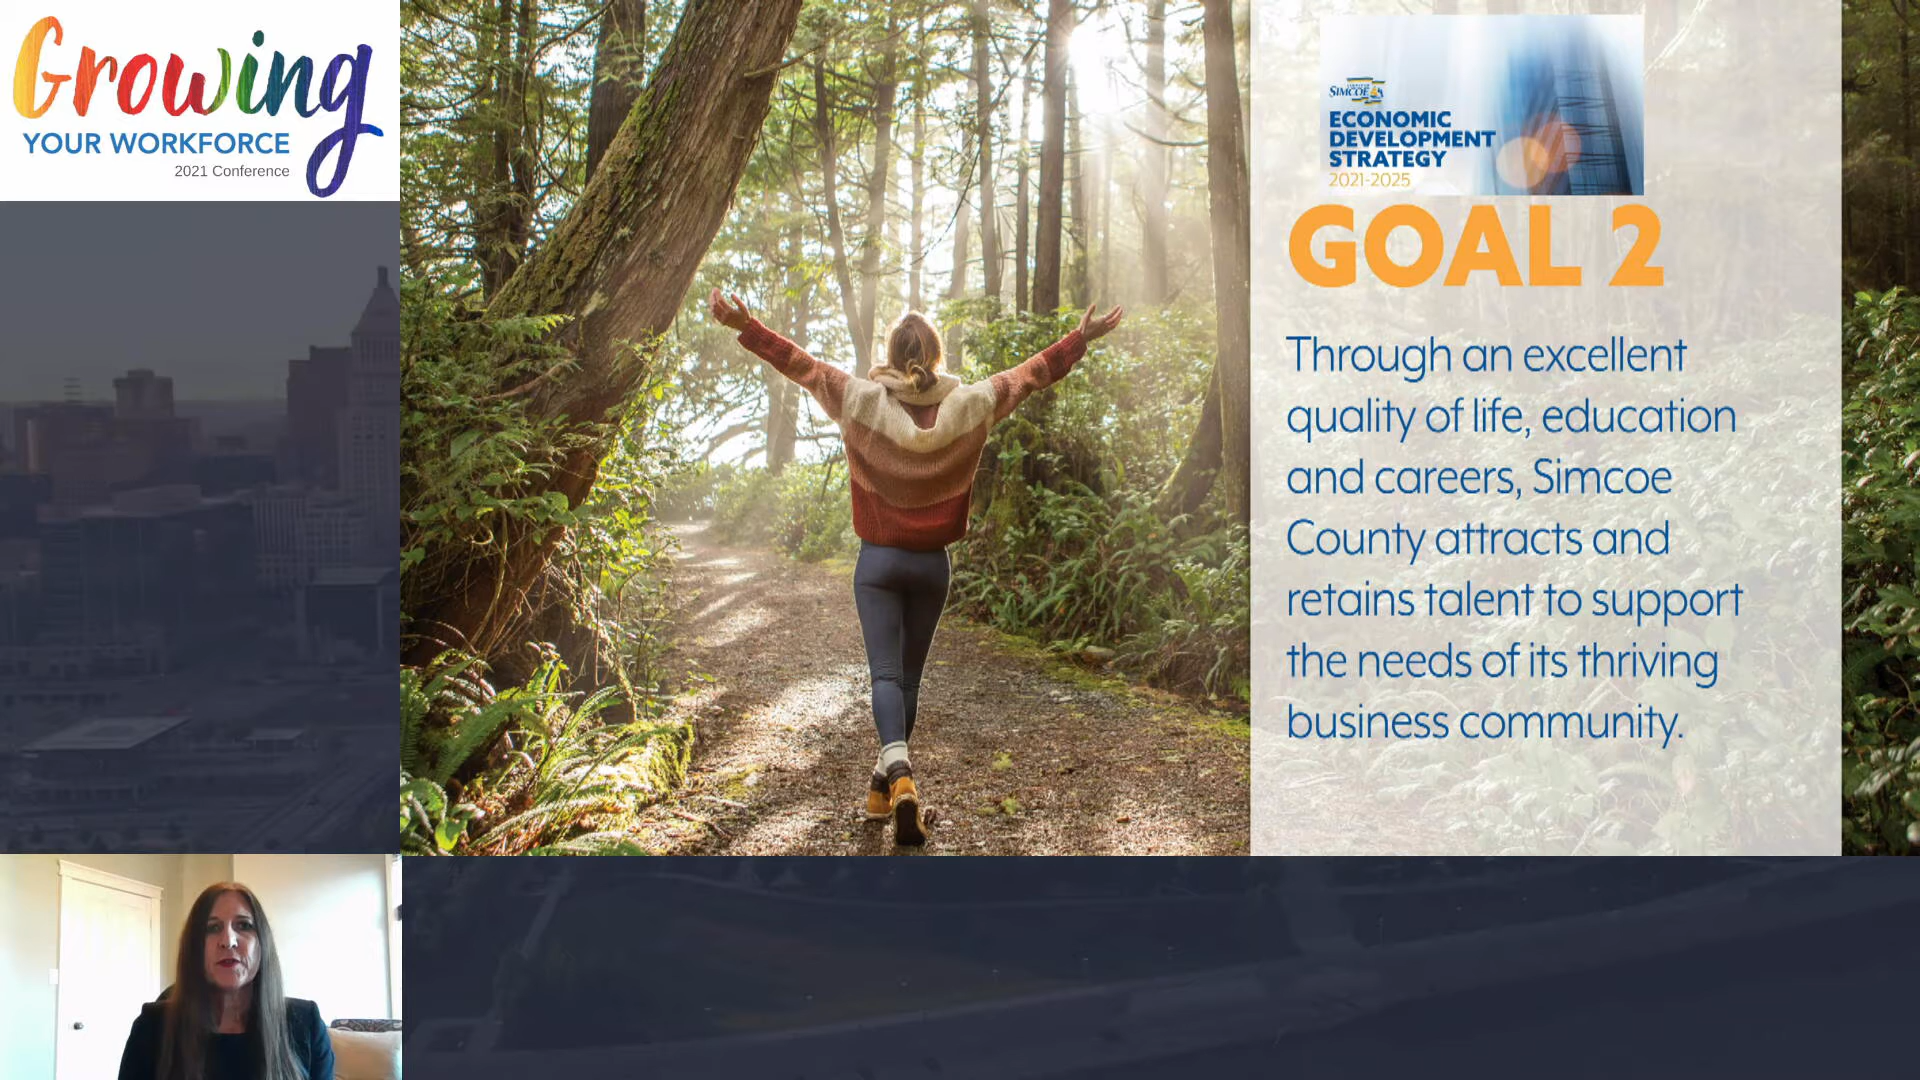 Growing
YOUR WORKFORCE
2021 Conference
SIMCOE
ECONOMIC
DEVELOPMENT
STRATEGY
2021-2025
GOAL 2
Through an excellent
quality of life, education
and careers, Simcoe
County attracts and
retains talent to support
the needs of its thriving
business community.